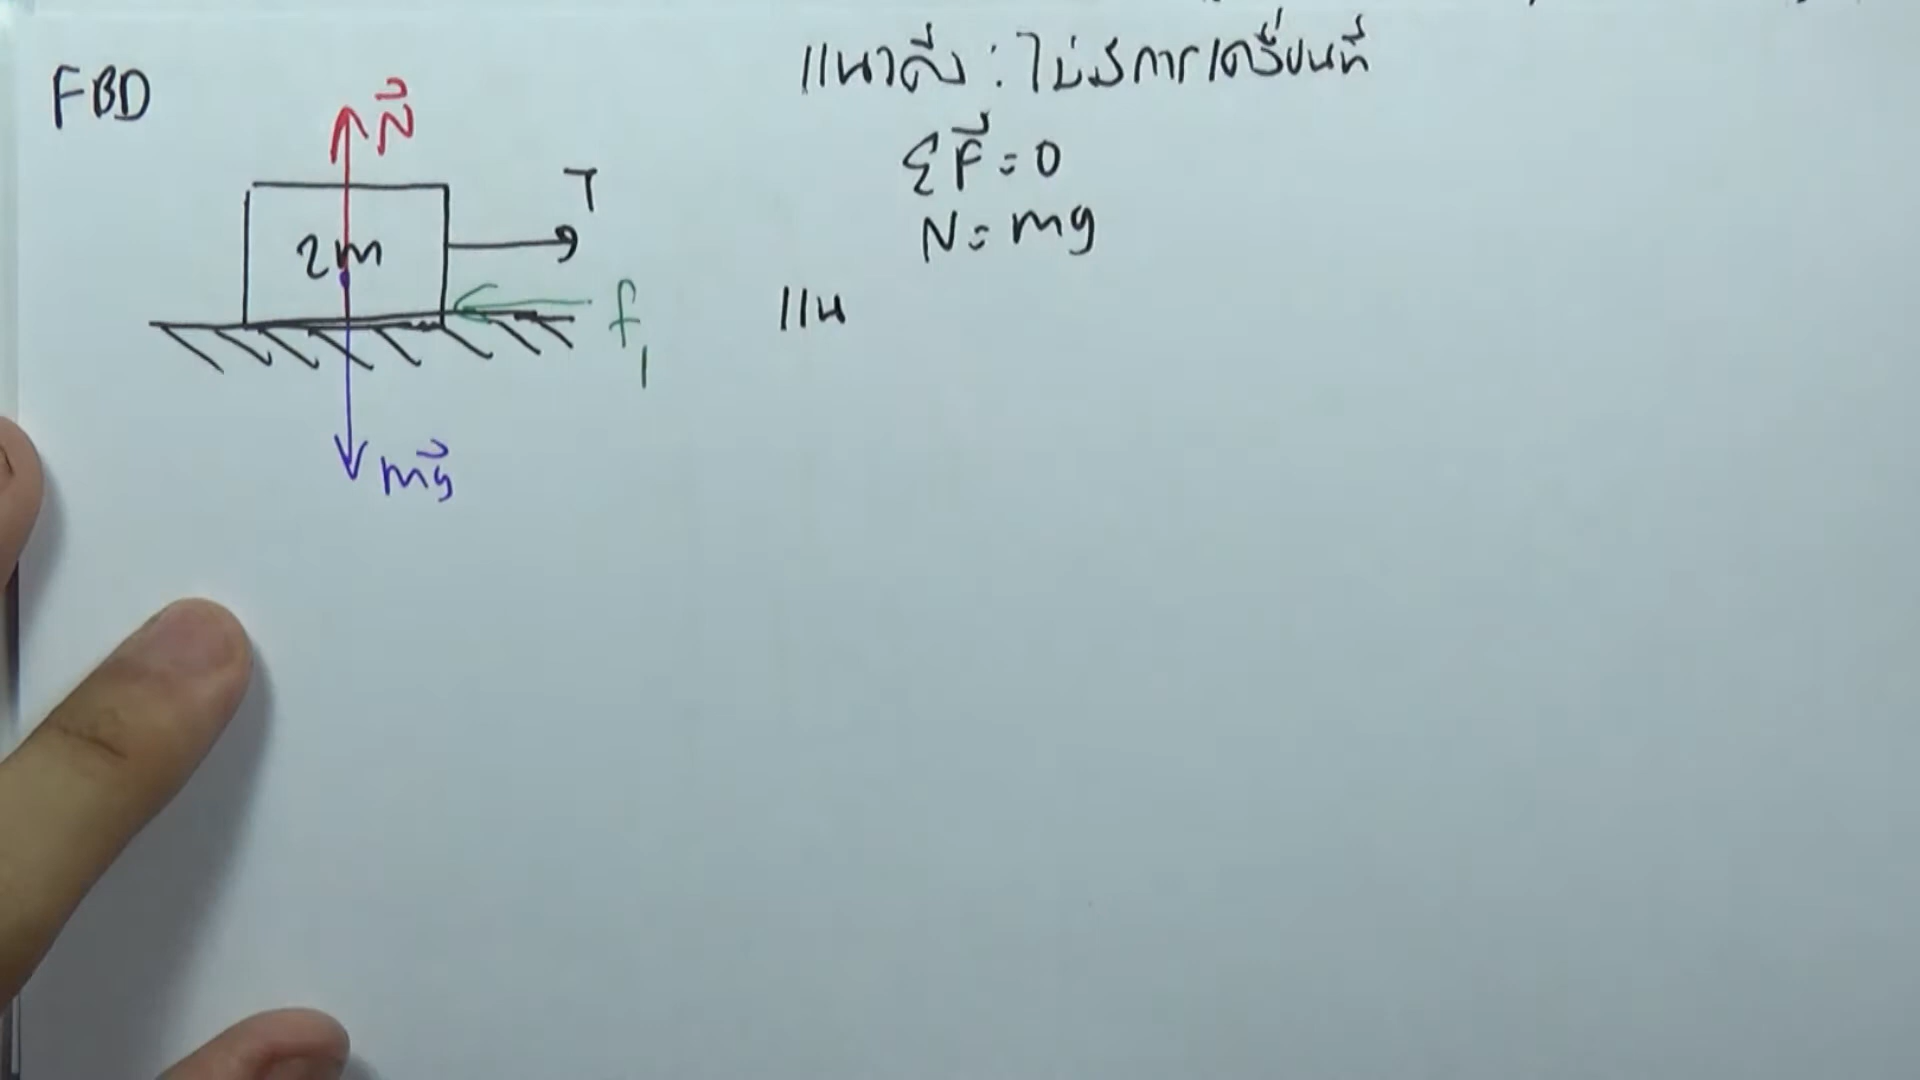 FBD
N⃗
T
2m
f₁
mg⃗
แนวดิ่ง : ไม่มีการเคลื่อนที่
ΣF⃗ = 0
N = mg
แน